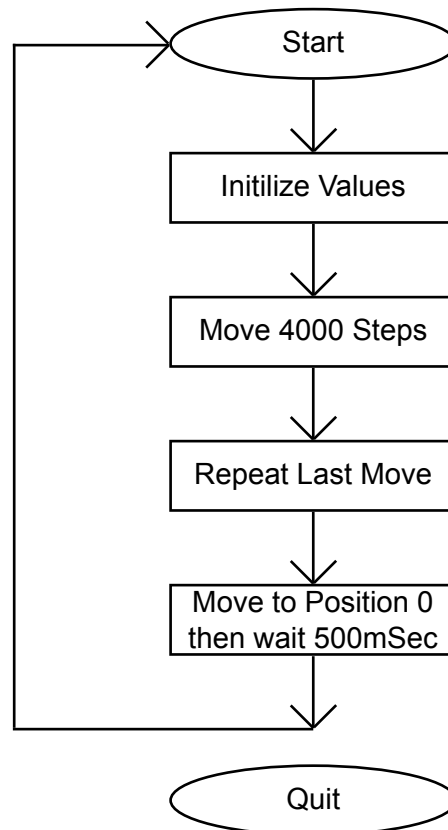 Start
Initilize Values
Move 4000 Steps
Repeat Last Move
Move to Position 0
then wait 500mSec
Quit